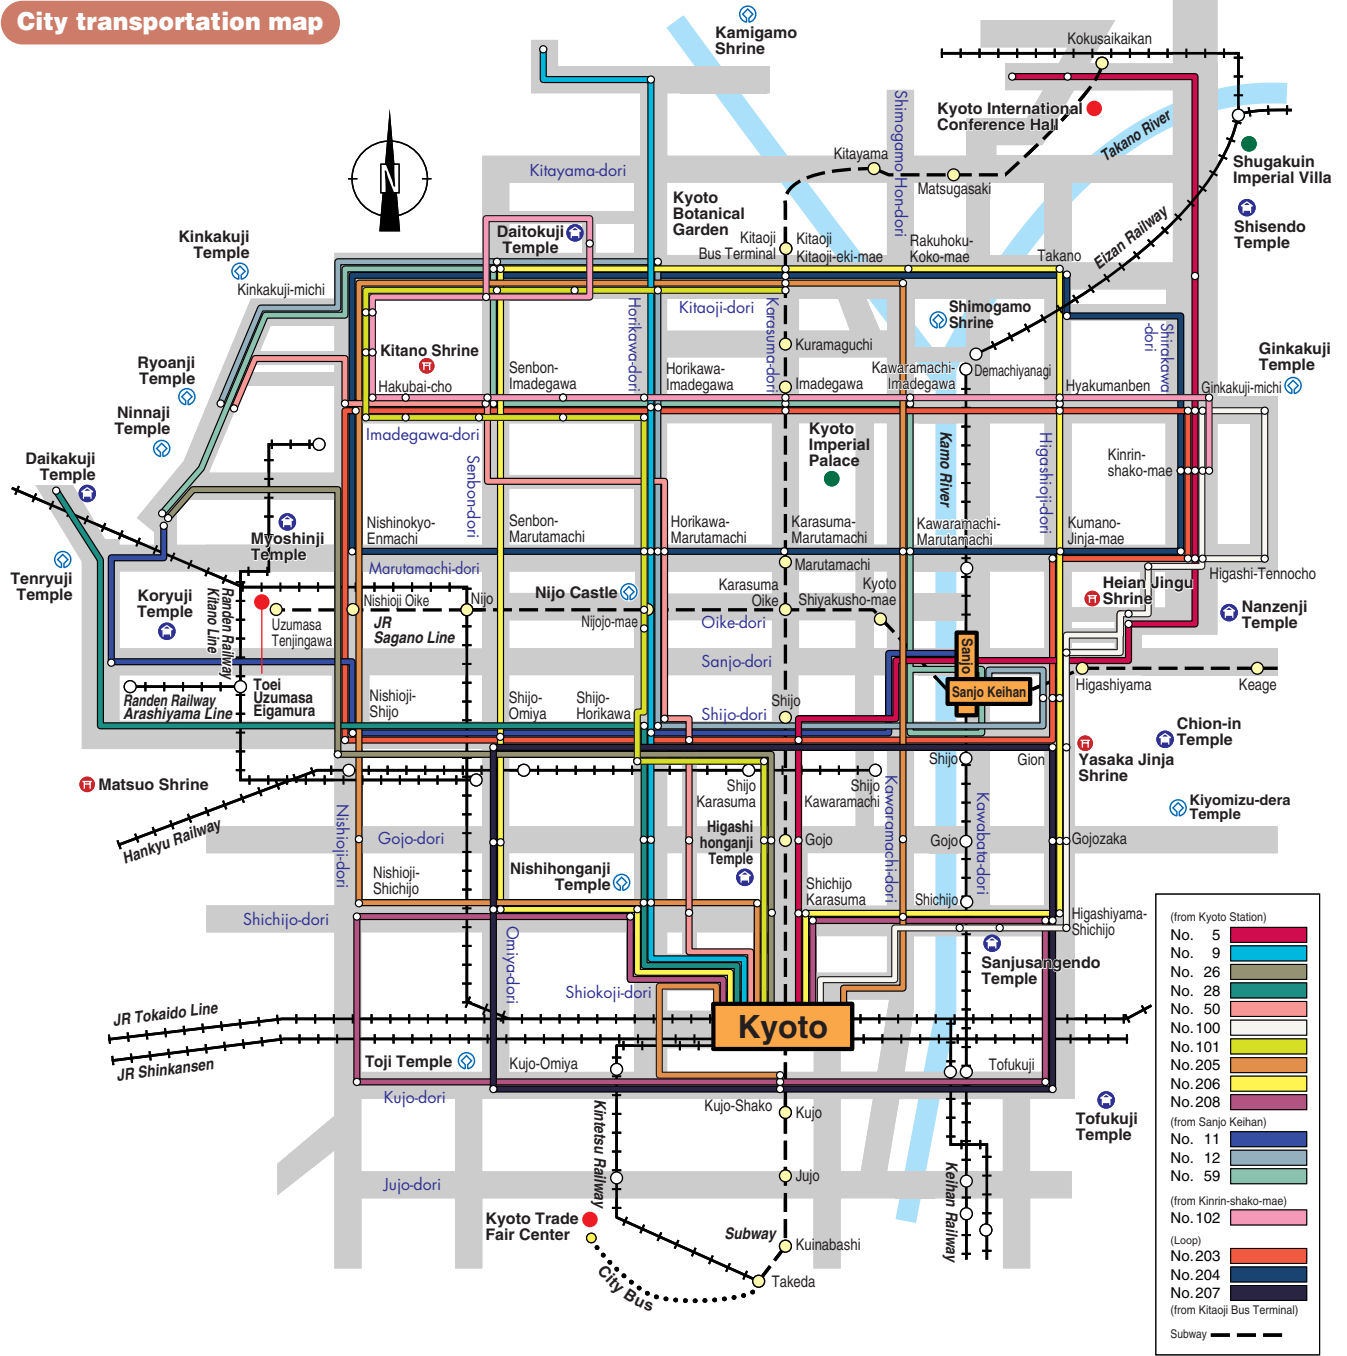 City transportation map
Kamigamo
Shrine
Kokusaikaikan
Kyoto International
Conference Hall
Takano River
Shimogamo Hon-dori
Kitayama
Matsugasaki
Kitayama-dori
N
Shugakuin
Imperial Villa
Shisendo
Temple
Eizan Railway
Kyoto
Botanical
Garden
Daitokuji
Temple
Kinkakuji
Temple
Kinkakuji-michi
Kitaoji
Bus Terminal
Kitaoji
Kitaoji-eki-mae
Rakuhoku-
Koko-mae
Takano
Horikawa-dori
Kitaoji-dori
Karasuma-dori
Shimogamo
Shrine
Kuramaguchi
Shirakawa
-dori
Ginkakuji
Temple
Ginkakuji-michi
Ryoanji
Temple
Kitano Shrine
Hakubai-cho
Senbon-
Imadegawa
Horikawa-
Imadegawa
Imadegawa
Kawaramachi-
Imadegawa
Demachiyanagi
Hyakumanben
Ninnaji
Temple
Imadegawa-dori
Senbon-dori
Kyoto
Imperial
Palace
Kamo River
Higashioji-dori
Kinrin-
shako-mae
Daikakuji
Temple
Myoshinji
Temple
Nishinokyo-
Enmachi
Senbon-
Marutamachi
Horikawa-
Marutamachi
Karasuma-
Marutamachi
Kawaramachi-
Marutamachi
Kumano-
Jinja-mae
Marutamachi-dori
Marutamachi
Higashi-Tennocho
Tenryuji
Temple
Koryuji
Temple
Randen Railway
Kitano Line
Uzumasa
Tenjingawa
Nishioji Oike
JR
Sagano Line
Nijo
Nijo Castle
Nijojo-mae
Karasuma
Oike
Oike-dori
Kyoto
Shiyakusho-mae
Heian Jingu
Shrine
Nanzenji
Temple
Sanjo-dori
Sanjo
Sanjo Keihan
Higashiyama
Keage
Randen Railway
Arashiyama Line
Toei
Uzumasa
Eigamura
Nishioji-
Shijo
Shijo-
Omiya
Shijo-
Horikawa
Shijo-dori
Shijo
Chion-in
Temple
Yasaka Jinja
Shrine
Gion
Shijo
Matsuo Shrine
Hankyu Railway
Shijo
Karasuma
Shijo
Kawaramachi
Kawaramachi-dori
Kawabata-dori
Kiyomizu-dera
Temple
Nishioji-dori
Gojo-dori
Higashi
honganji
Temple
Gojo
Gojo
Gojozaka
Nishioji-
Shichijo
Nishihonganji
Temple
Shichijo
Karasuma
Shichijo
Higashiyama-
Shichijo
Shichijo-dori
Omiya-dori
Shiokoji-dori
Sanjusangendo
Temple
Kyoto
JR Tokaido Line
JR Shinkansen
Toji Temple
Kujo-Omiya
Tofukuji
Kujo-dori
Kujo-Shako
Kujo
Tofukuji
Temple
Kintetsu Railway
Jujo-dori
Jujo
Keihan Railway
Kyoto Trade
Fair Center
Subway
Kuinabashi
City Bus
Takeda
(from Kyoto Station)
No. 5
No. 9
No. 26
No. 28
No. 50
No.100
No.101
No.205
No.206
No.208
(from Sanjo Keihan)
No. 11
No. 12
No. 59
(from Kinrin-shako-mae)
No.102
(Loop)
No.203
No.204
No.207
(from Kitaoji Bus Terminal)
Subway